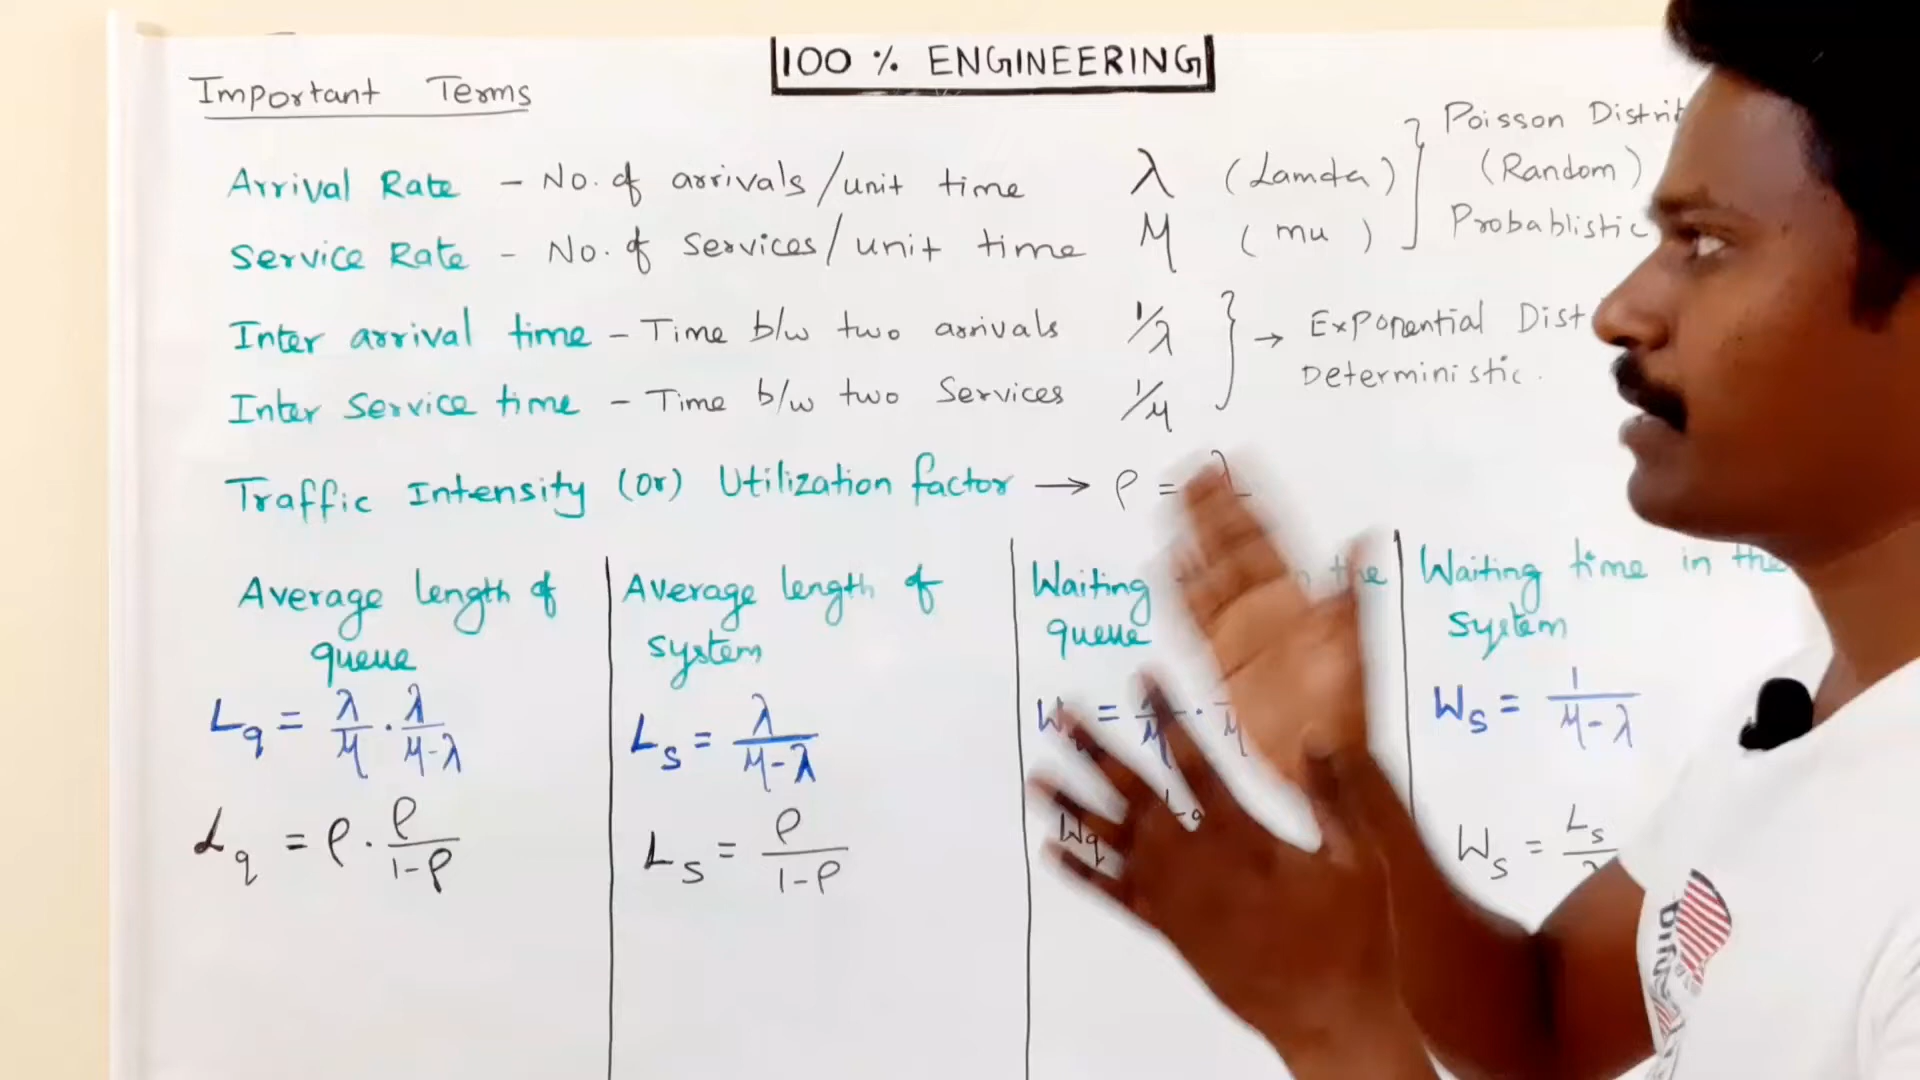 100 % ENGINEERING
Important Terms
Arrival Rate - No. of arrivals/unit time λ (Lamda)
Service Rate - No. of services/unit time μ (mu)
Poisson
(Random)
Probablistic
Inter arrival time - Time b/w two arrivals 1/λ
Inter Service time - Time b/w two Services 1/μ
→ Exponential Dist
Deterministic.
Traffic Intensity (or) Utilization factor → ρ = λ
Average length of
queue
Lq = λ/μ · λ/μ-λ
Lq = ρ · ρ/1-ρ
Average length of
system
Ls = λ/μ-λ
Ls = ρ/1-ρ
Waiting the
queue
Wq
Waiting time in the
system
Ws = 1/μ-λ
Ws = Ls/λ